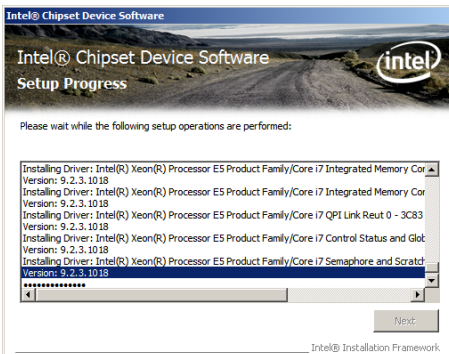 Intel® Chipset Device Software
Intel® Chipset Device Software
intel
Setup Progress
Please wait while the following setup operations are performed:
Installing Driver: Intel(R) Xeon(R) Processor E5 Product Family/Core i7 Integrated Memory Cor
Version: 9.2.3.1018
Installing Driver: Intel(R) Xeon(R) Processor E5 Product Family/Core i7 Integrated Memory Cor
Version: 9.2.3.1018
Installing Driver: Intel(R) Xeon(R) Processor E5 Product Family/Core i7 QPI Link Reut 0 - 3C83
Version: 9.2.3.1018
Installing Driver: Intel(R) Xeon(R) Processor E5 Product Family/Core i7 Control Status and Glob
Version: 9.2.3.1018
Installing Driver: Intel(R) Xeon(R) Processor E5 Product Family/Core i7 Semaphore and Scratch
Version: 9.2.3.1018
••••••••••••••
Next
Intel® Installation Framework